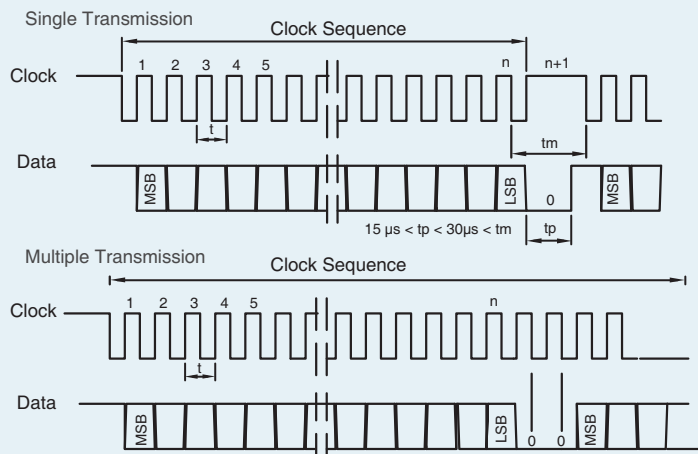 Single Transmission
Clock Sequence
Clock
1 2 3 4 5 n n+1
t
tm
Data
MSB LSB 0 MSB
15 µs < tp < 30µs < tm
tp
Multiple Transmission
Clock Sequence
Clock
1 2 3 4 5 n
t
Data
MSB LSB 0 0 MSB